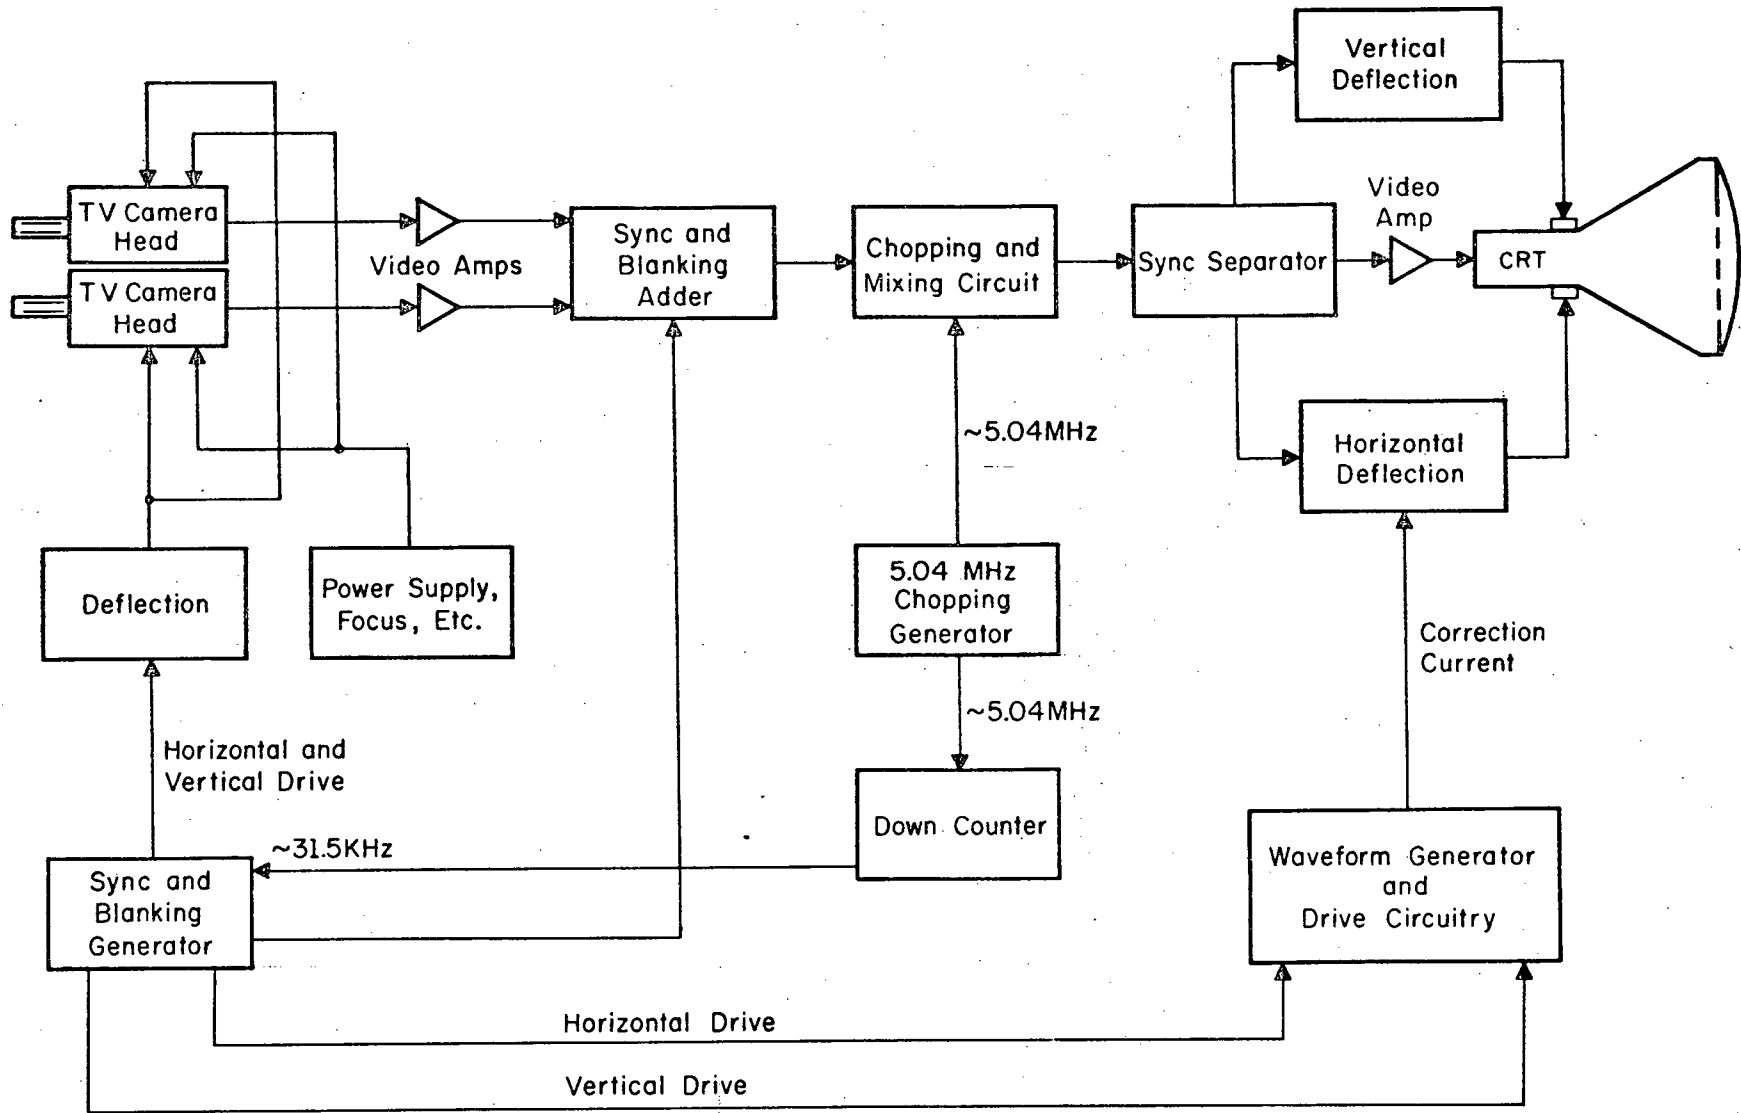 Vertical
Deflection
TV Camera
Head
TV Camera
Head
Video Amps
Sync and
Blanking
Adder
Chopping and
Mixing Circuit
Sync Separator
Video
Amp
CRT
~5.04MHz
Horizontal
Deflection
Deflection
Power Supply,
Focus, Etc.
5.04 MHz
Chopping
Generator
Correction
Current
~5.04MHz
Horizontal and
Vertical Drive
Down Counter
~31.5KHz
Sync and
Blanking
Generator
Waveform Generator
and
Drive Circuitry
Horizontal Drive
Vertical Drive